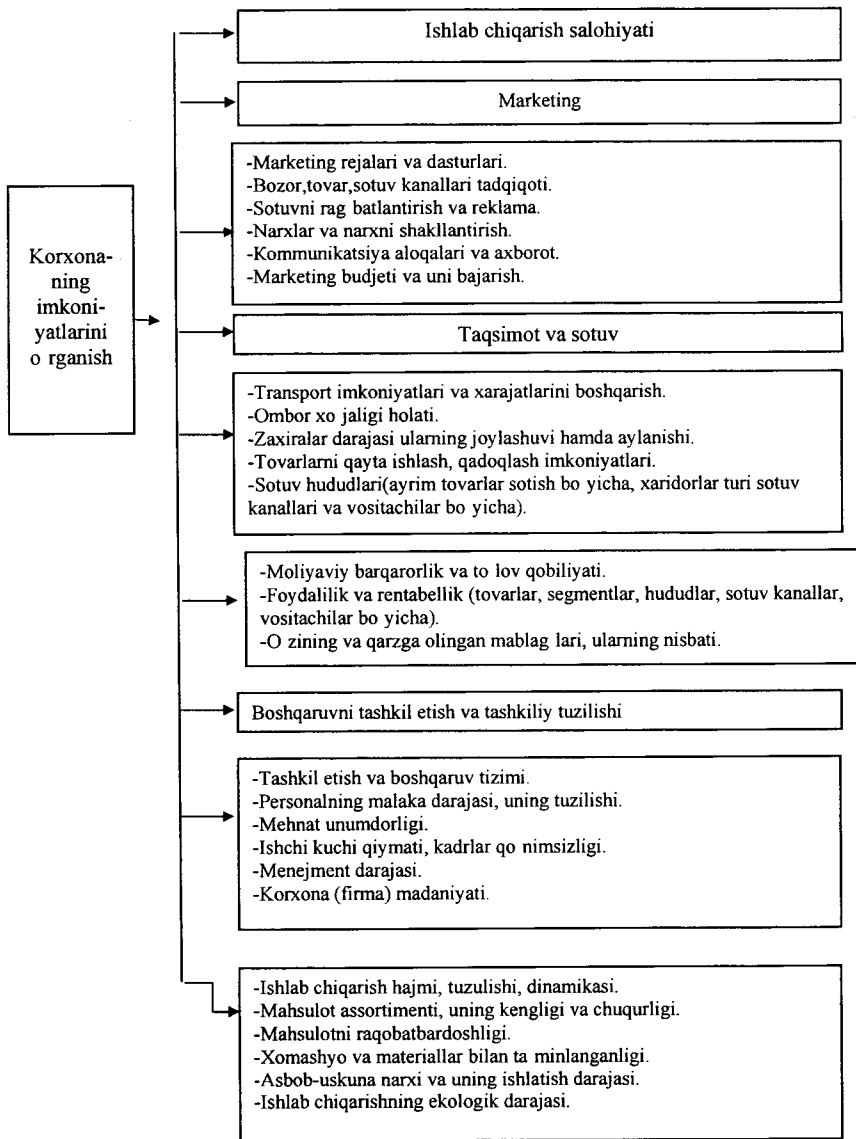 Ishlab chiqarish salohiyati
Marketing
-Marketing rejalari va dasturlari.
-Bozor,tovar,sotuv kanallari tadqiqoti.
-Sotuvni rag batlantirish va reklama.
-Narxlar va narxni shakllantirish.
-Kommunikatsiya aloqalari va axborot.
-Marketing budjeti va uni bajarish.
Korxona-
ning
imkoni-
yatlarini
o rganish
Taqsimot va sotuv
-Transport imkoniyatlari va xarajatlarini boshqarish.
-Ombor xo jaligi holati.
-Zaxiralar darajasi ularning joylashuvi hamda aylanishi.
-Tovarlarni qayta ishlash, qadoqlash imkoniyatlari.
-Sotuv hududlari(ayrim tovarlar sotish bo yicha, xaridorlar turi sotuv
kanallari va vositachilar bo yicha).
-Moliyaviy barqarorlik va to lov qobiliyati.
-Foydalilik va rentabellik (tovarlar, segmentlar, hududlar, sotuv kanallar,
vositachilar bo yicha).
-O zining va qarzga olingan mablag lari, ularning nisbati.
Boshqaruvni tashkil etish va tashkiliy tuzilishi
-Tashkil etish va boshqaruv tizimi.
-Personalning malaka darajasi, uning tuzilishi.
-Mehnat unumdorligi.
-Ishchi kuchi qiymati, kadrlar qo nimsizligi.
-Menejment darajasi.
-Korxona (firma) madaniyati.
-Ishlab chiqarish hajmi, tuzulishi, dinamikasi.
-Mahsulot assortimenti, uning kengligi va chuqurligi.
-Mahsulotni raqobatbardoshligi.
-Xomashyo va materiallar bilan ta minlanganligi.
-Asbob-uskuna narxi va uning ishlatish darajasi.
-Ishlab chiqarishning ekologik darajasi.